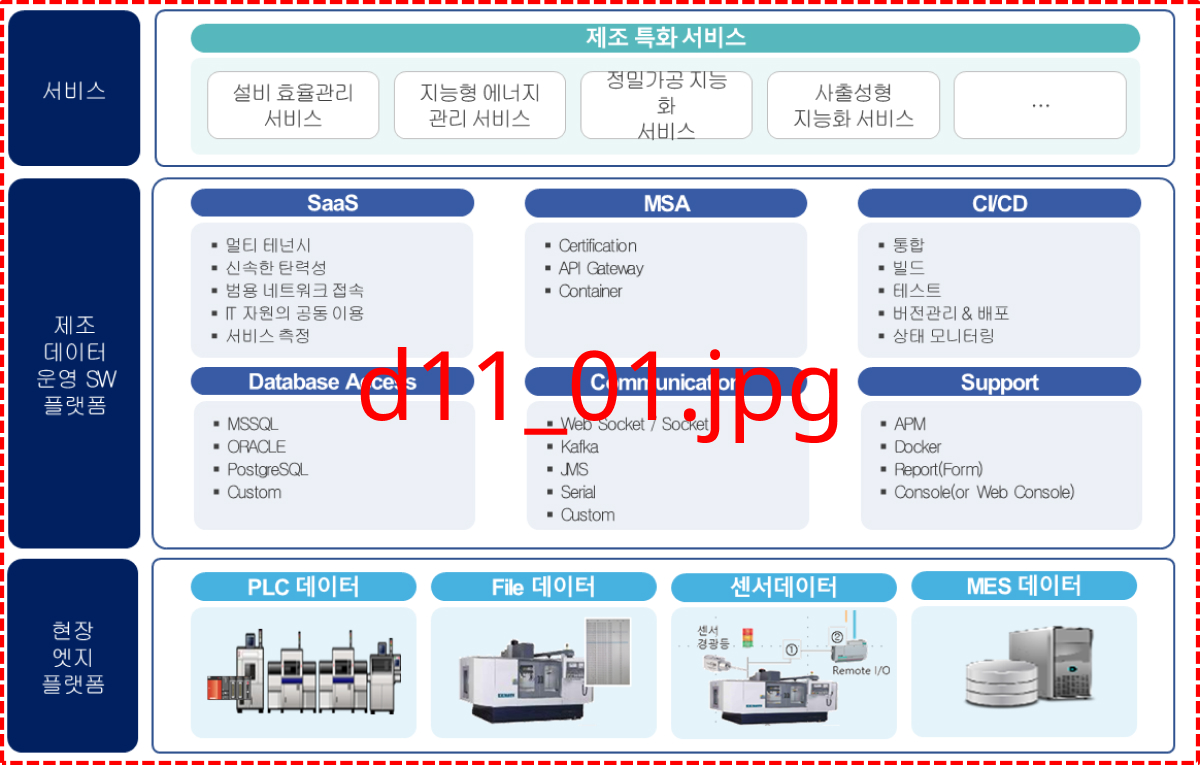 서비스
제조 특화 서비스
설비 효율관리
서비스
지능형 에너지
관리 서비스
정밀가공 지능
화
서비스
사출성형
지능화 서비스
...
제조
데이터
운영 SW
플랫폼
SaaS
▪ 멀티 테넌시
▪ 신속한 탄력성
▪ 범용 네트워크 접속
▪ IT 자원의 공동 이용
▪ 서비스 측정
MSA
▪ Certification
▪ API Gateway
▪ Container
CI/CD
▪ 통합
▪ 빌드
▪ 테스트
▪ 버전관리 & 배포
▪ 상태 모니터링
d11_01.jpg
Database Access
▪ MSSQL
▪ ORACLE
▪ PostgreSQL
▪ Custom
Communication
▪ Web Socket / Socket
▪ Kafka
▪ JMS
▪ Serial
▪ Custom
Support
▪ APM
▪ Docker
▪ Report(Form)
▪ Console(or Web Console)
현장
엣지
플랫폼
PLC 데이터
File 데이터
센서데이터
센서
경광등
①
②
Remote I/O
MES 데이터